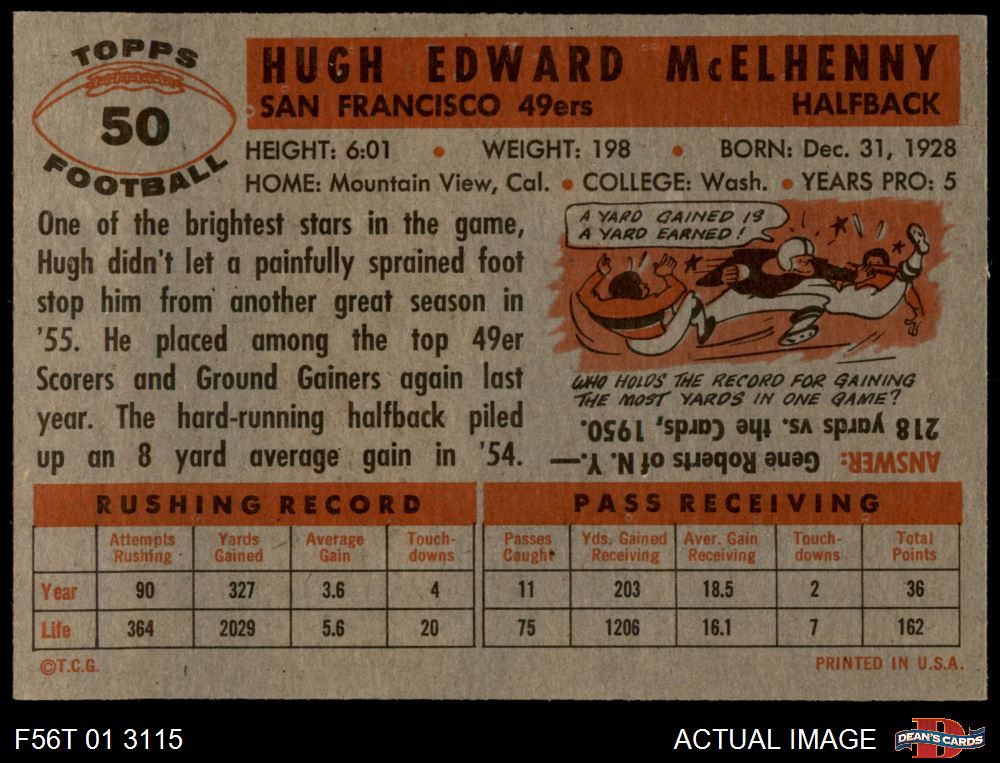 TOPPS
50
FOOTBALL
HUGH EDWARD McELHENNY
SAN FRANCISCO 49ers HALFBACK
HEIGHT: 6:01 • WEIGHT: 198 • BORN: Dec. 31, 1928
HOME: Mountain View, Cal. • COLLEGE: Wash. • YEARS PRO: 5
One of the brightest stars in the game,
Hugh didn't let a painfully sprained foot
stop him from another great season in
'55. He placed among the top 49er
Scorers and Ground Gainers again last
year. The hard-running halfback piled
up an 8 yard average gain in '54.
A YARD GAINED IS
A YARD EARNED!
WHO HOLDS THE RECORD FOR GAINING
THE MOST YARDS IN ONE GAME?
ANSWER: Gene Roberts of N.Y.—
218 yards vs. the Cards, 1950.
RUSHING RECORD
Attempts Rushing Yards Gained Average Gain Touch-downs
Year 90 327 3.6 4
Life 364 2029 5.6 20
PASS RECEIVING
Passes Caught Yds. Gained Receiving Aver. Gain Receiving Touch-downs Total Points
11 203 18.5 2 36
75 1206 16.1 7 162
©T.C.G. PRINTED IN U.S.A.
F56T 01 3115 ACTUAL IMAGE DEAN'S CARDS